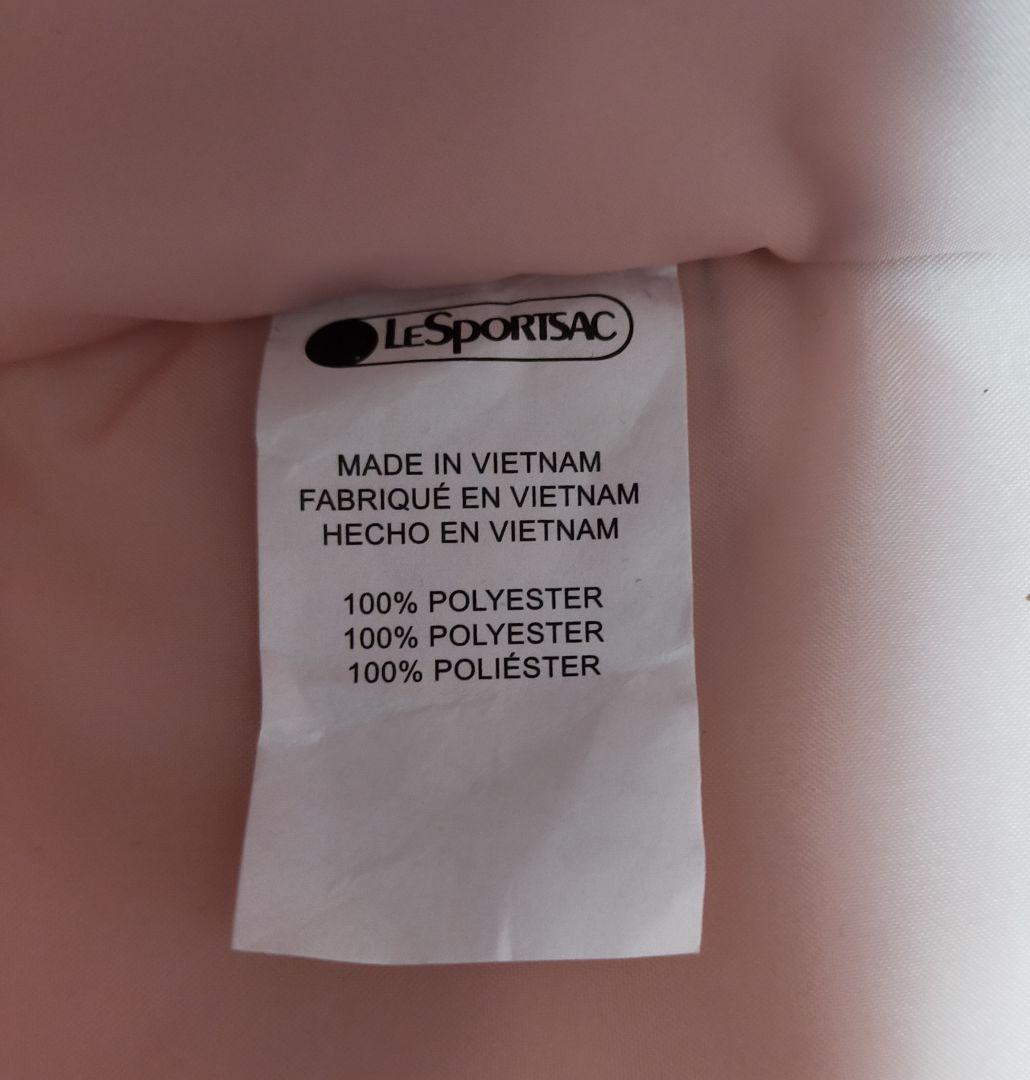 LeSportsac
MADE IN VIETNAM
FABRIQUÉ EN VIETNAM
HECHO EN VIETNAM
100% POLYESTER
100% POLYESTER
100% POLIÉSTER